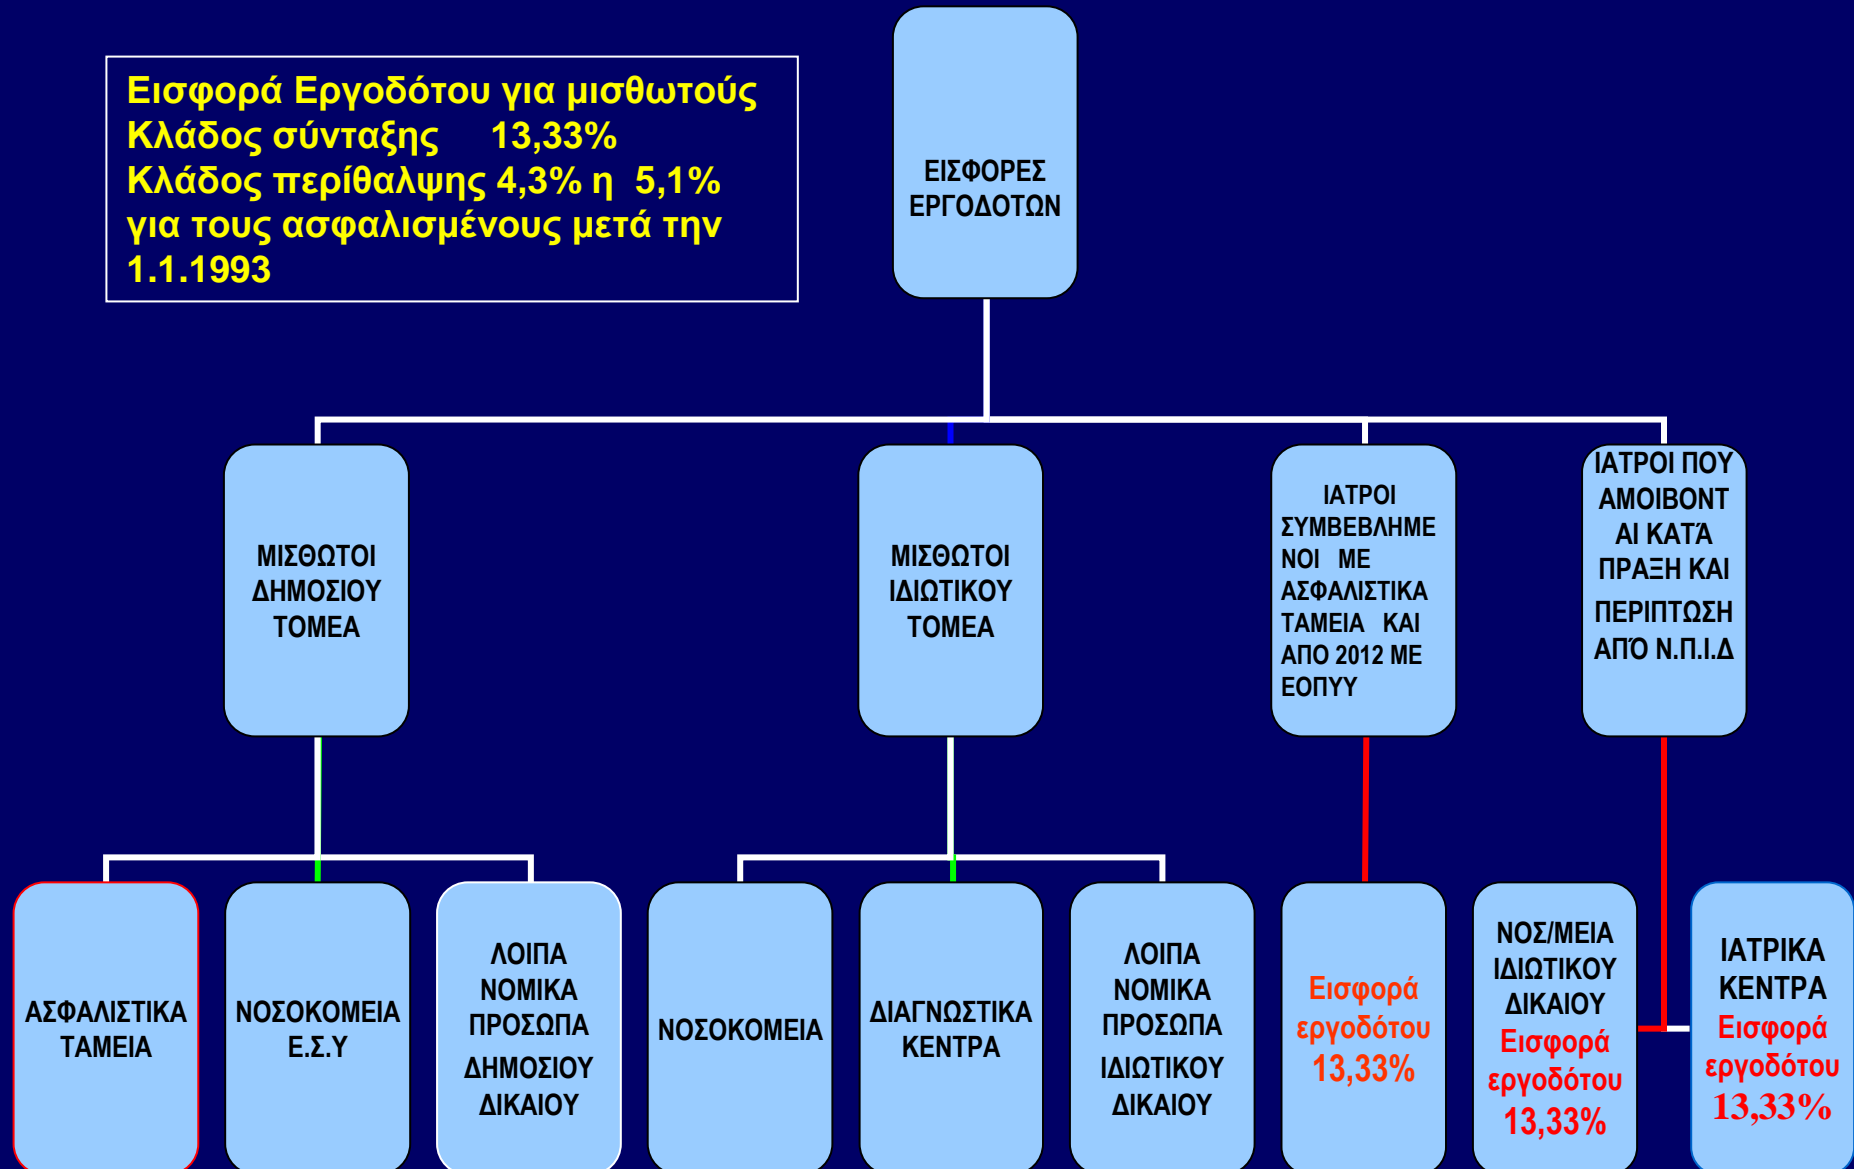 Εισφορά Εργοδότου για μισθωτούς
Κλάδος σύνταξης 13,33%
Κλάδος περίθαλψης 4,3% η 5,1%
για τους ασφαλισμένους μετά την
1.1.1993
ΕΙΣΦΟΡΕΣ
ΕΡΓΟΔΟΤΩΝ
ΜΙΣΘΩΤΟΙ
ΔΗΜΟΣΙΟΥ
ΤΟΜΕΑ
ΜΙΣΘΩΤΟΙ
ΙΔΙΩΤΙΚΟΥ
ΤΟΜΕΑ
ΙΑΤΡΟΙ
ΣΥΜΒΕΒΛΗΜΕ
ΝΟΙ ΜΕ
ΑΣΦΑΛΙΣΤΙΚΑ
ΤΑΜΕΙΑ ΚΑΙ
ΑΠΟ 2012 ΜΕ
ΕΟΠΥΥ
ΙΑΤΡΟΙ ΠΟΥ
ΑΜΟΙΒΟΝΤ
ΑΙ ΚΑΤΆ
ΠΡΑΞΗ ΚΑΙ
ΠΕΡΙΠΤΩΣΗ
ΑΠΌ Ν.Π.Ι.Δ
ΑΣΦΑΛΙΣΤΙΚΑ
ΤΑΜΕΙΑ
ΝΟΣΟΚΟΜΕΙΑ
Ε.Σ.Υ
ΛΟΙΠΑ
ΝΟΜΙΚΑ
ΠΡΟΣΩΠΑ
ΔΗΜΟΣΙΟΥ
ΔΙΚΑΙΟΥ
ΝΟΣΟΚΟΜΕΙΑ
ΔΙΑΓΝΩΣΤΙΚΑ
ΚΕΝΤΡΑ
ΛΟΙΠΑ
ΝΟΜΙΚΑ
ΠΡΟΣΩΠΑ
ΙΔΙΩΤΙΚΟΥ
ΔΙΚΑΙΟΥ
Εισφορά
εργοδότου
13,33%
ΝΟΣ/ΜΕΙΑ
ΙΔΙΩΤΙΚΟΥ
ΔΙΚΑΙΟΥ
Εισφορά
εργοδότου
13,33%
ΙΑΤΡΙΚΑ
ΚΕΝΤΡΑ
Εισφορά
εργοδότου
13,33%